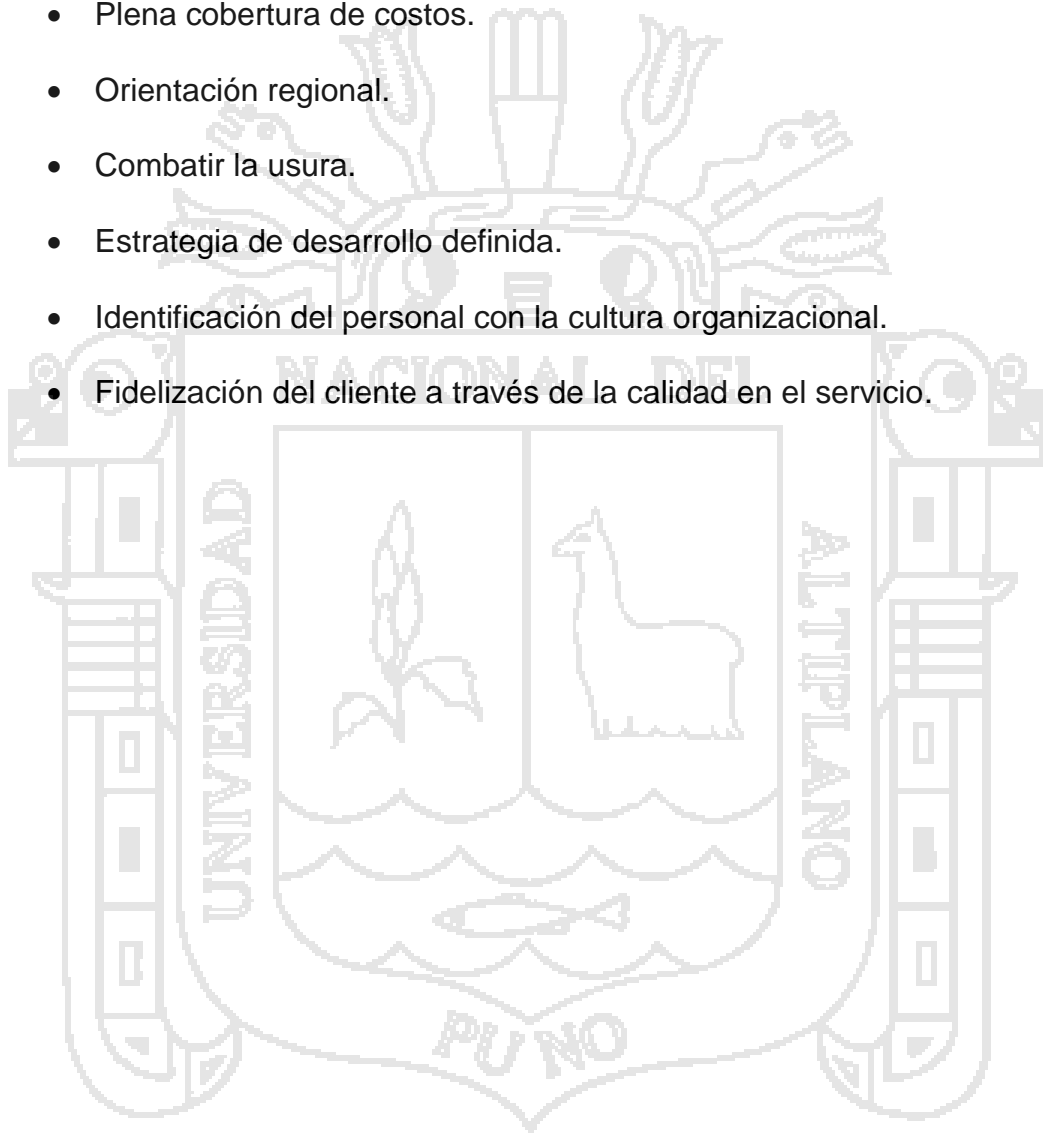 • Plena cobertura de costos.
• Orientación regional.
• Combatir la usura.
• Estrategia de desarrollo definida.
• Identificación del personal con la cultura organizacional.
• Fidelización del cliente a través de la calidad en el servicio.
NACIONAL DEL
UNIVERSIDAD
ALTIPLANO
PUNO